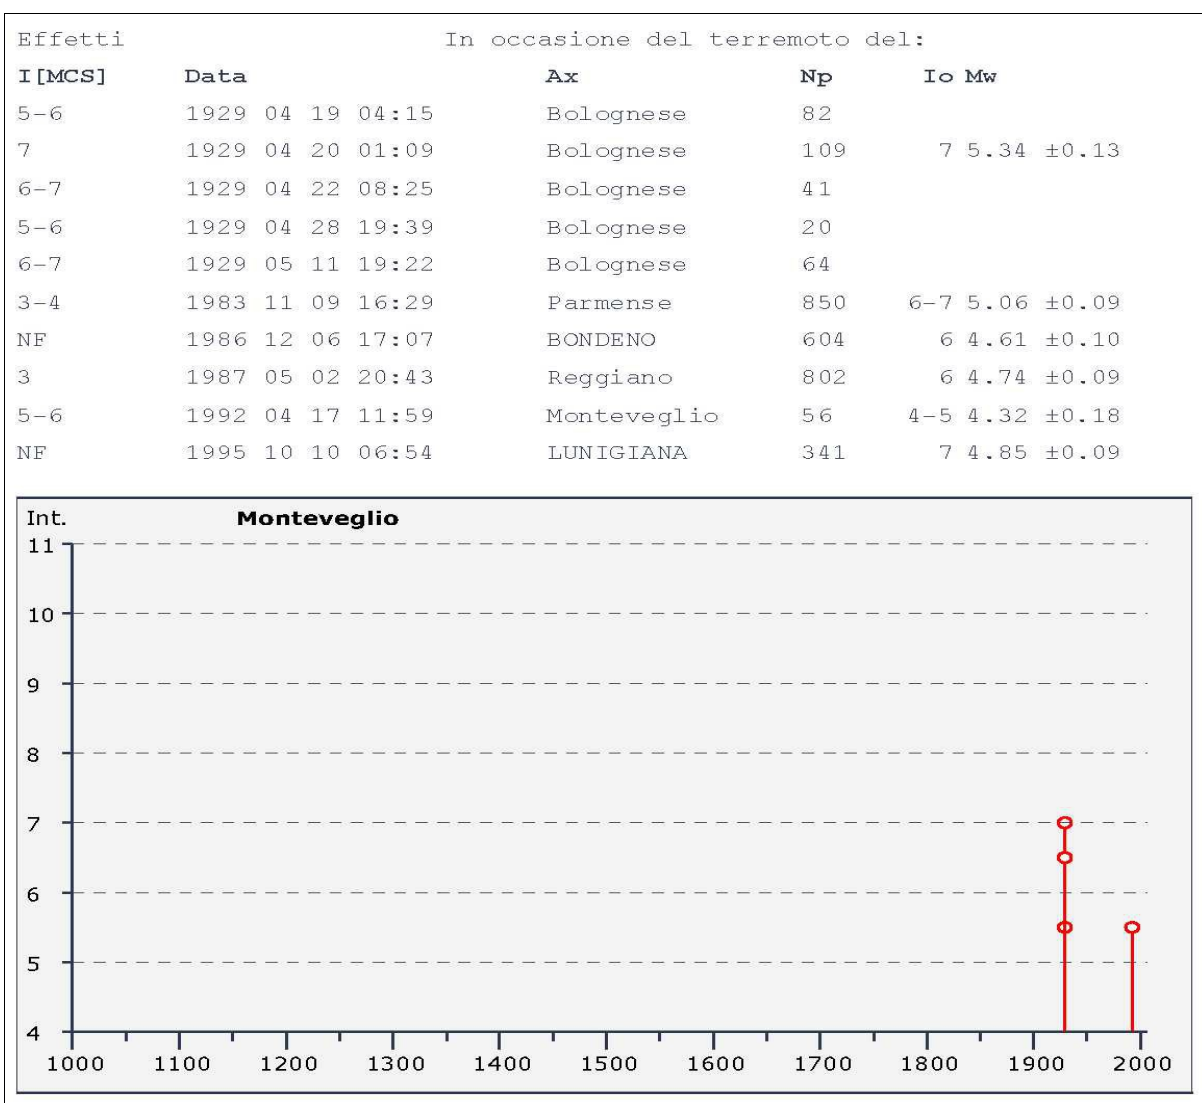 Effetti In occasione del terremoto del:
I[MCS] Data Ax Np Io Mw
5-6 1929 04 19 04:15 Bolognese 82
7 1929 04 20 01:09 Bolognese 109 7 5.34 ±0.13
6-7 1929 04 22 08:25 Bolognese 41
5-6 1929 04 28 19:39 Bolognese 20
6-7 1929 05 11 19:22 Bolognese 64
3-4 1983 11 09 16:29 Parmense 850 6-7 5.06 ±0.09
NF 1986 12 06 17:07 BONDENO 604 6 4.61 ±0.10
3 1987 05 02 20:43 Reggiano 802 6 4.74 ±0.09
5-6 1992 04 17 11:59 Monteveglio 56 4-5 4.32 ±0.18
NF 1995 10 10 06:54 LUNIGIANA 341 7 4.85 ±0.09
Int. Monteveglio
11
10
9
8
7
6
5
4
1000 1100 1200 1300 1400 1500 1600 1700 1800 1900 2000